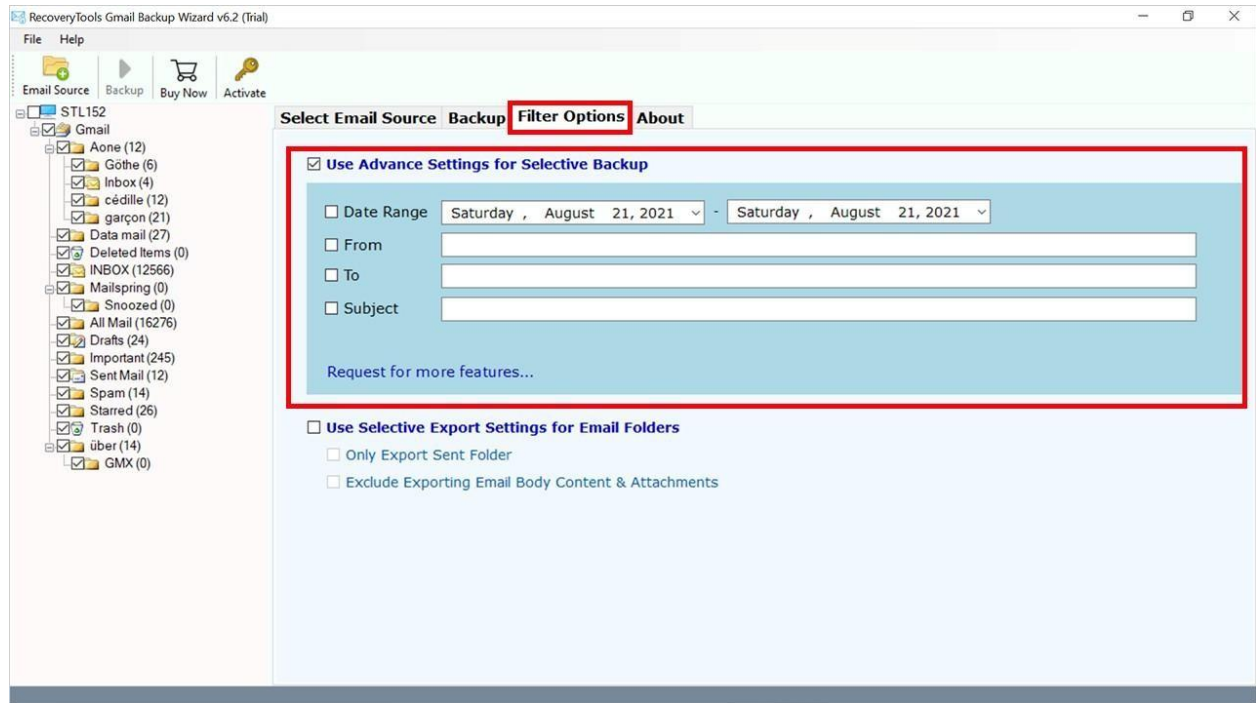 RecoveryTools Gmail Backup Wizard v6.2 (Trial)
File Help
Email Source Backup Buy Now Activate
STL152
Gmail
Aone (12)
Göthe (6)
Inbox (4)
cédille (12)
garçon (21)
Data mail (27)
Deleted Items (0)
INBOX (12566)
Mailspring (0)
Snoozed (0)
All Mail (16276)
Drafts (24)
Important (245)
Sent Mail (12)
Spam (14)
Starred (26)
Trash (0)
über (14)
GMX (0)
Select Email Source Backup Filter Options About
Use Advance Settings for Selective Backup
Date Range Saturday , August 21, 2021 - Saturday , August 21, 2021
From
To
Subject
Request for more features...
Use Selective Export Settings for Email Folders
Only Export Sent Folder
Exclude Exporting Email Body Content & Attachments